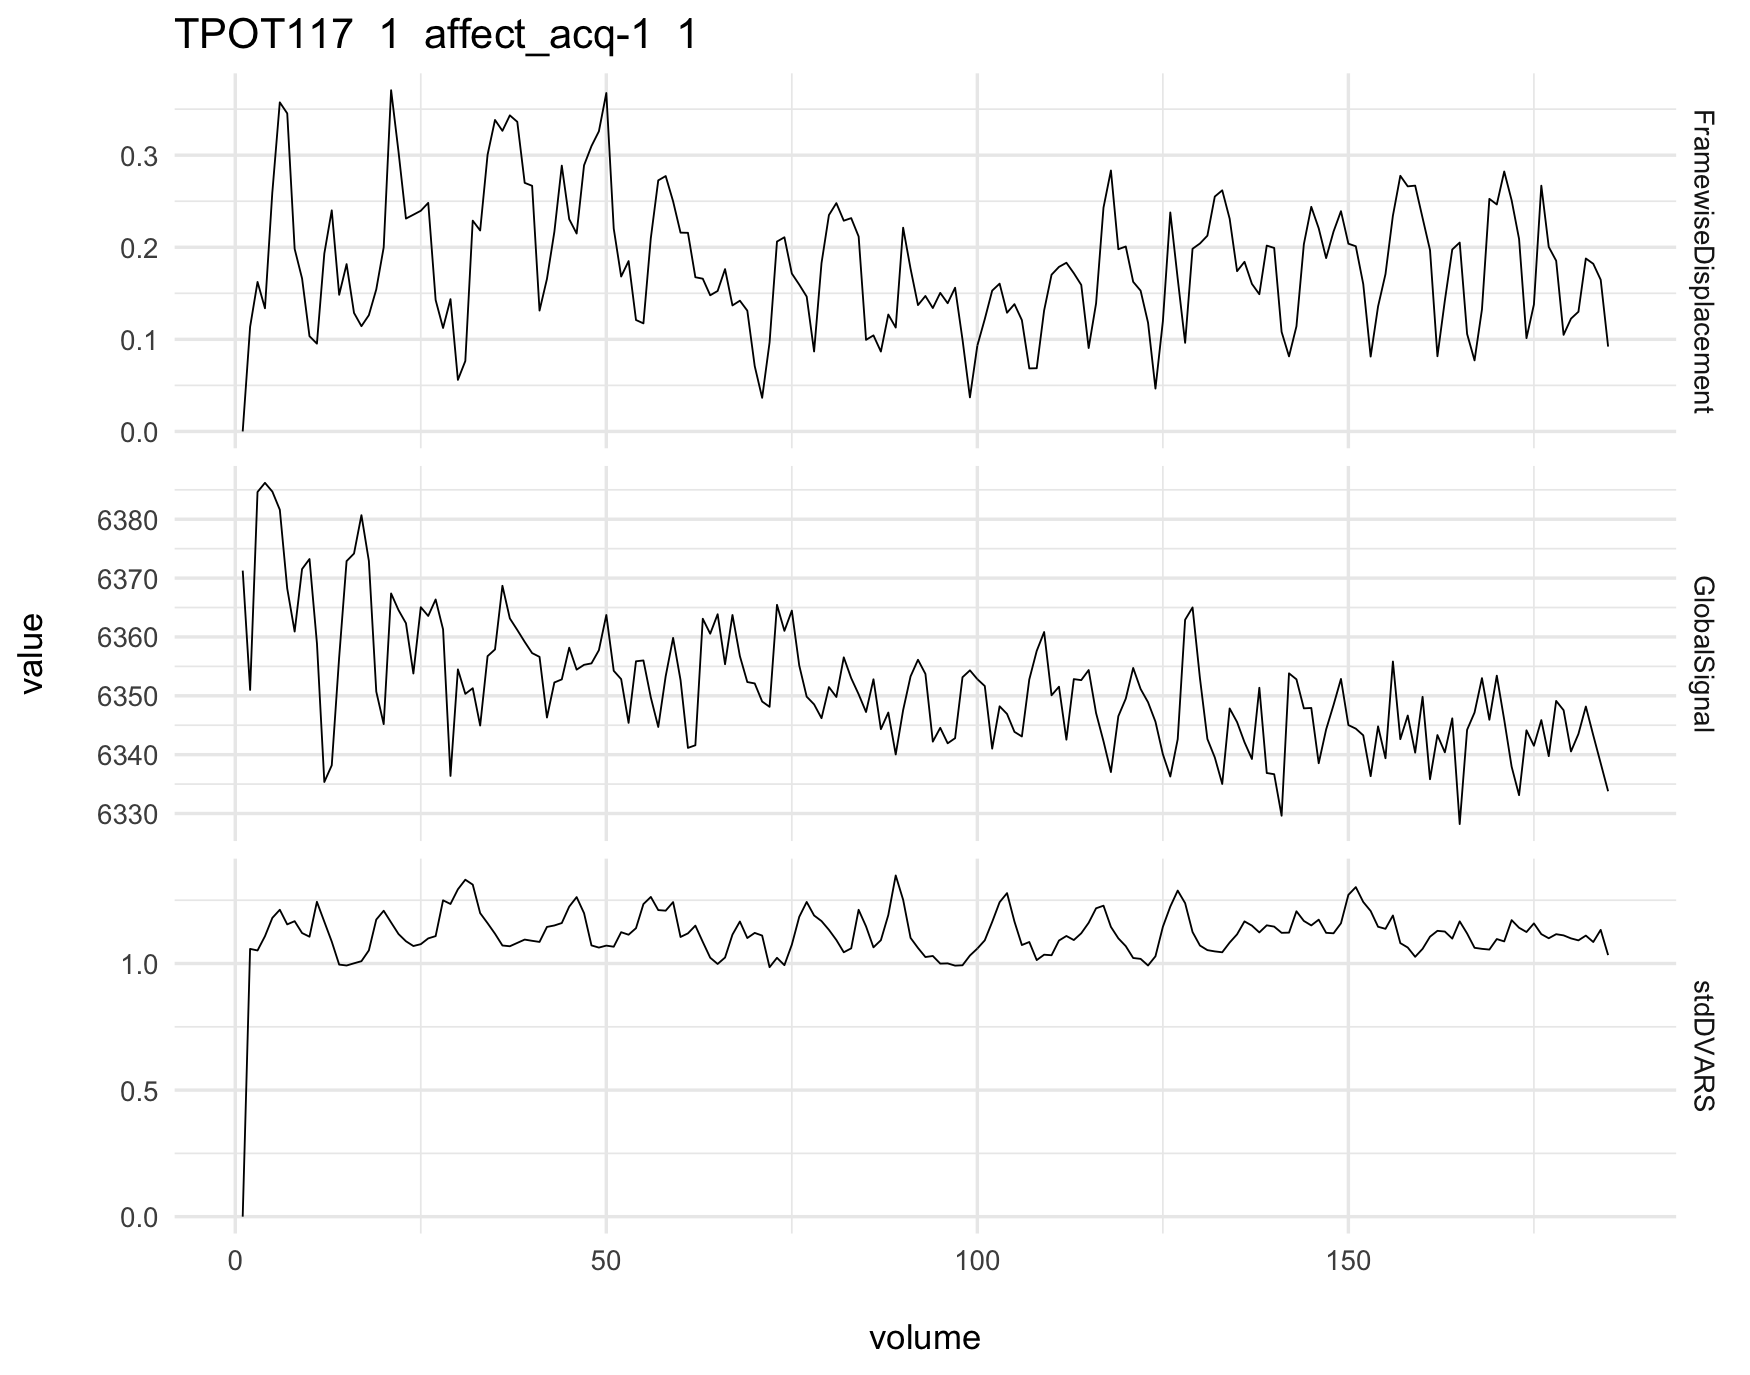 TPOT117 1 affect_acq-1 1
0.3
0.2
0.1
0.0
FramewiseDisplacement
6380
6370
6360
6350
6340
6330
GlobalSignal
value
1.0
0.5
0.0
stdDVARS
0 50 100 150
volume